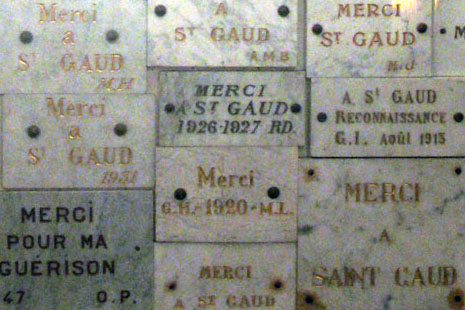 Merci
a
St GAUD
M.H
A
St GAUD
A.M.B
MERCI
St GAUD
M.J
M
Merci
a
St GAUD
1931
MERCI
A St GAUD
1926-1927 RD.
A St GAUD
RECONNAISSANCE
G.I. Août 1915
MERCI
POUR MA
GUÉRISON
47 O.P.
Merci
G.H.-1920-M.L.
MERCI
A St GAUD
MERCI
A
SAINT GAUD